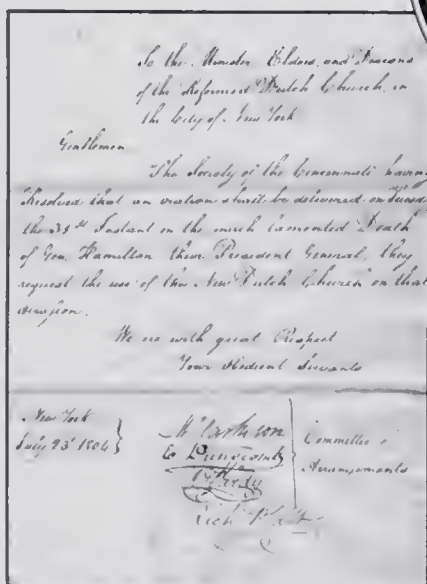 To the Minister Elders and Deacons
of the Reformed Dutch Church in
the City of New York
Gentlemen
The Society of the Cincinnati having
Resolved that an oration shall be delivered on
the 31st Instant on the much lamented Death
of Gen. Hamilton their President General, they
request the use of the New Dutch Church on that
occasion.
We are with great Respect
Your Obedient Servants
New York
July 23d 1804
Committee of
Arrangements